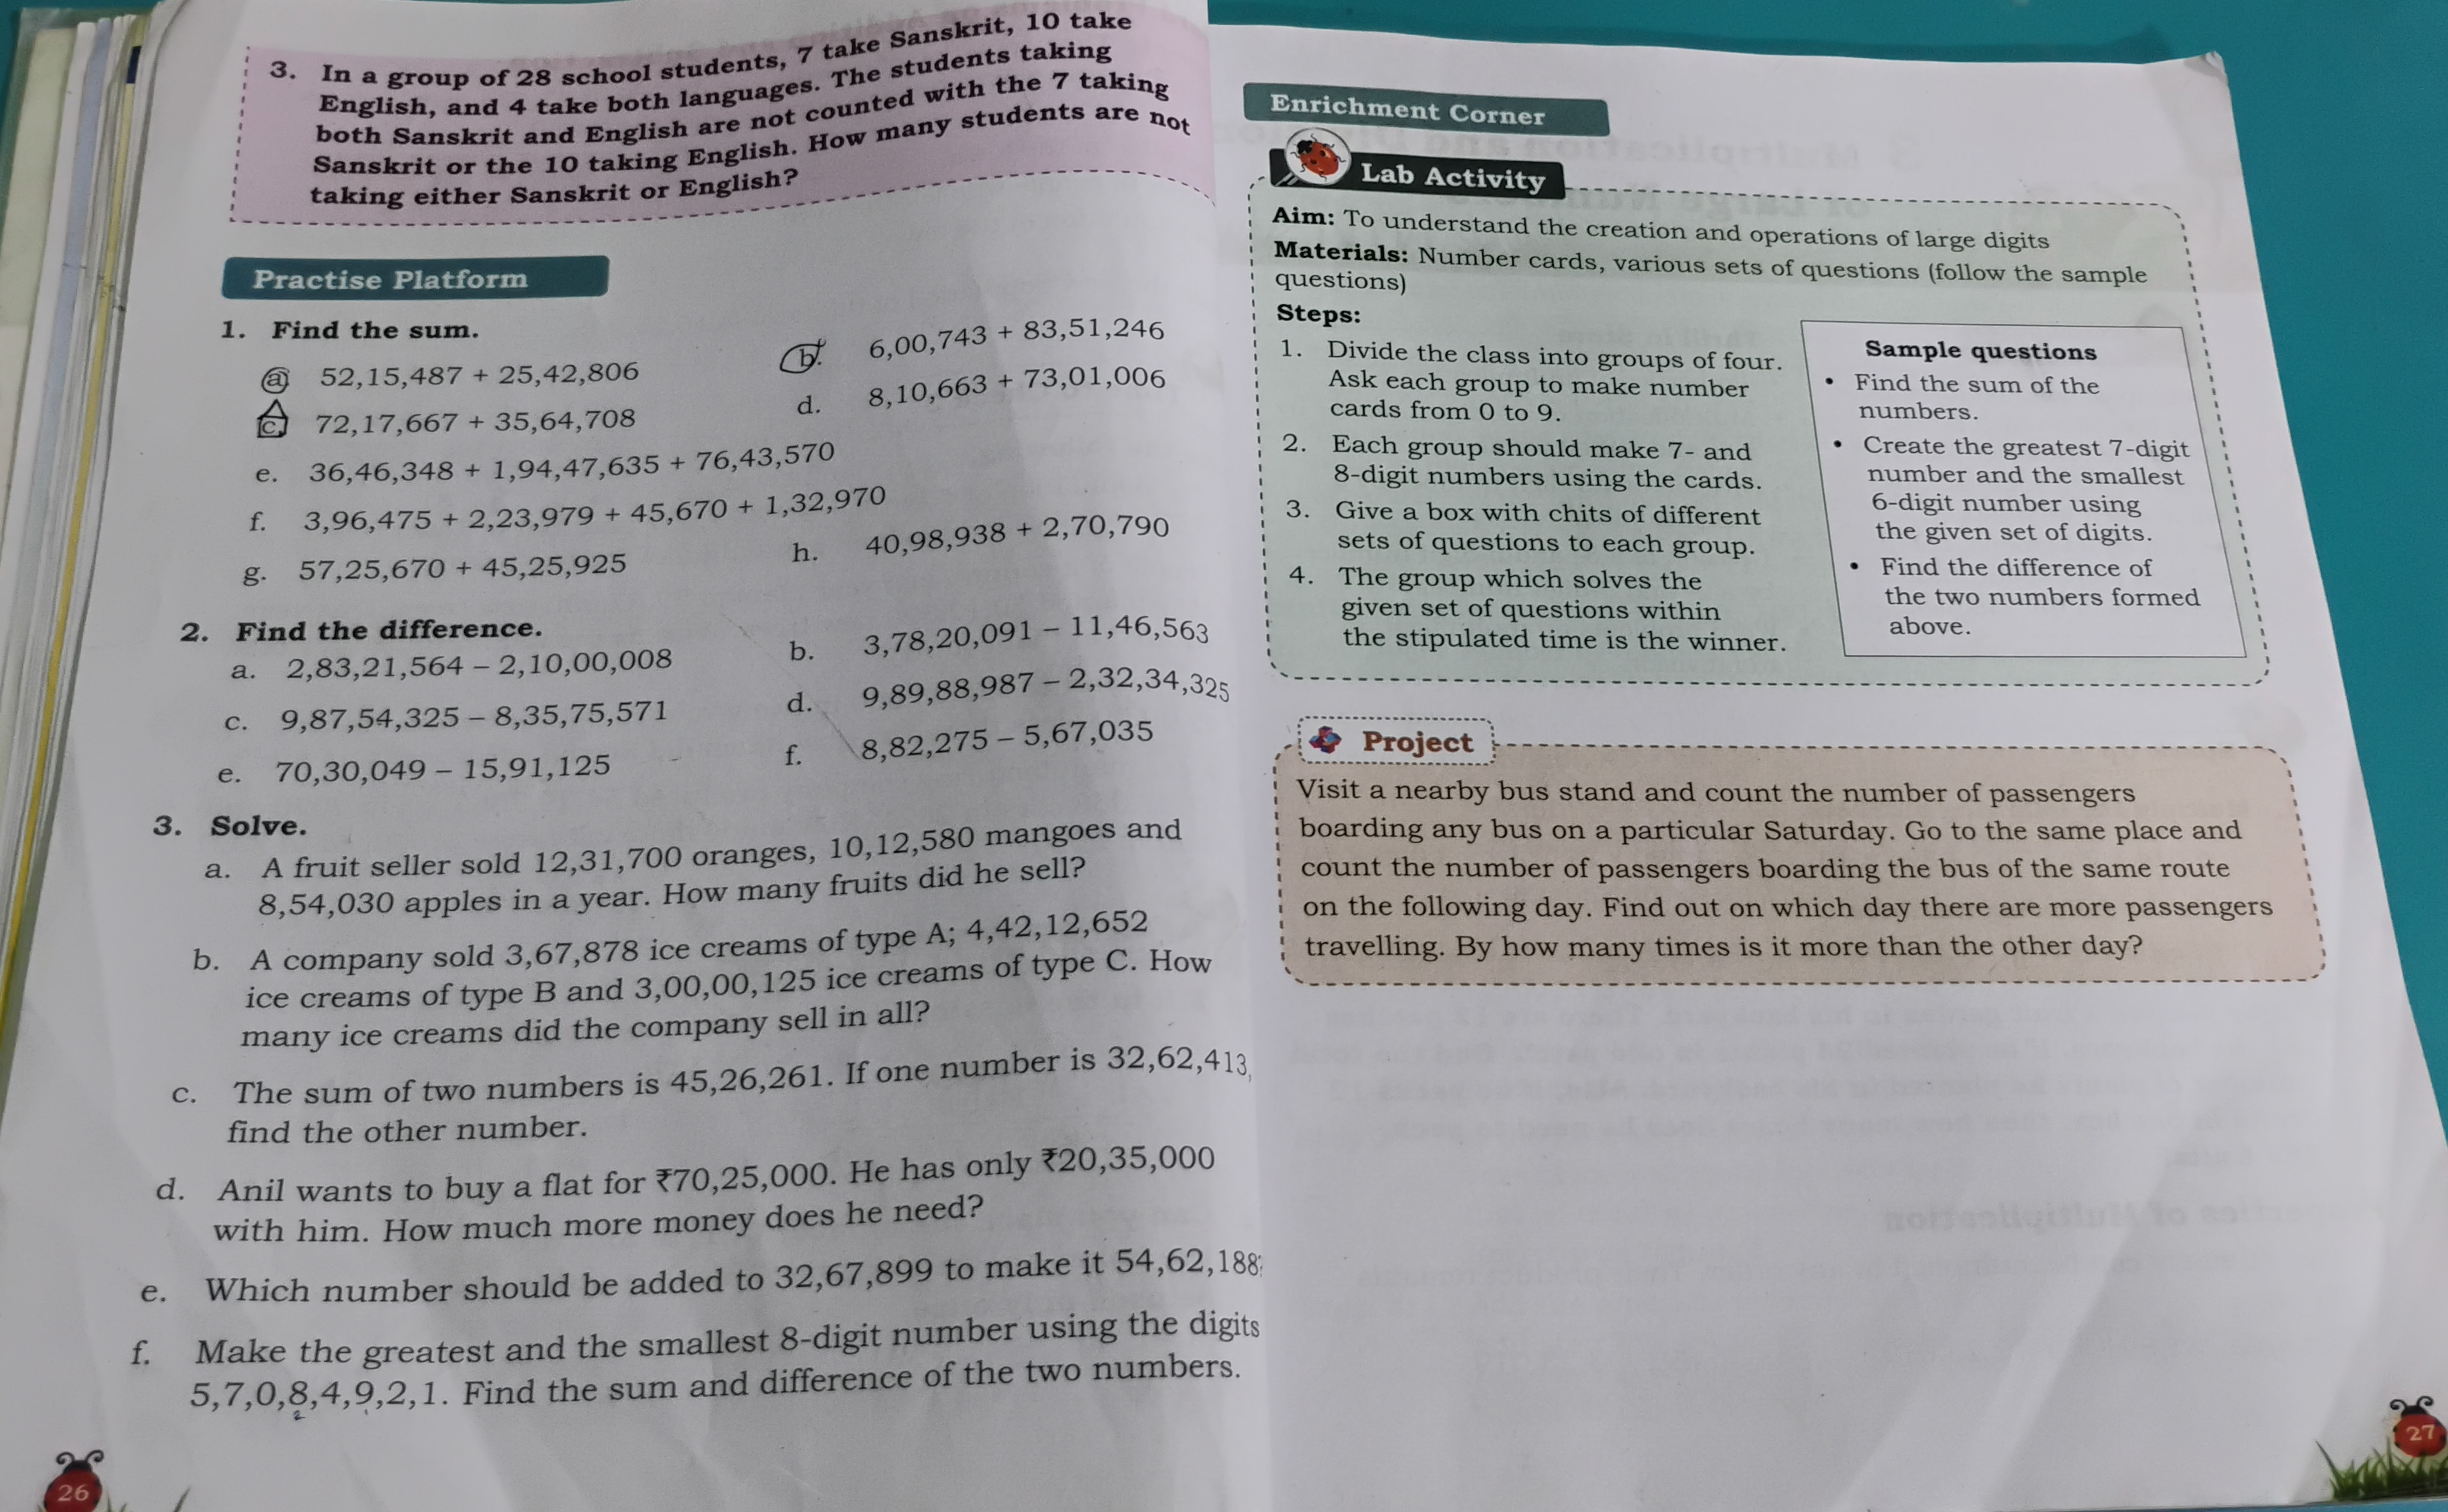 3. In a group of 28 school students, 7 take Sanskrit, 10 take
English, and 4 take both languages. The students taking
both Sanskrit and English are not counted with the 7 taking
Sanskrit or the 10 taking English. How many students are not
taking either Sanskrit or English?
Practise Platform
1. Find the sum.
a. 52,15,487 + 25,42,806
b. 6,00,743 + 83,51,246
c. 72,17,667 + 35,64,708
d. 8,10,663 + 73,01,006
e. 36,46,348 + 1,94,47,635 + 76,43,570
f. 3,96,475 + 2,23,979 + 45,670 + 1,32,970
g. 57,25,670 + 45,25,925
h. 40,98,938 + 2,70,790
2. Find the difference.
a. 2,83,21,564 – 2,10,00,008
b. 3,78,20,091 – 11,46,563
c. 9,87,54,325 – 8,35,75,571
d. 9,89,88,987 – 2,32,34,325
e. 70,30,049 – 15,91,125
f. 8,82,275 – 5,67,035
3. Solve.
a. A fruit seller sold 12,31,700 oranges, 10,12,580 mangoes and
8,54,030 apples in a year. How many fruits did he sell?
b. A company sold 3,67,878 ice creams of type A; 4,42,12,652
ice creams of type B and 3,00,00,125 ice creams of type C. How
many ice creams did the company sell in all?
c. The sum of two numbers is 45,26,261. If one number is 32,62,413,
find the other number.
d. Anil wants to buy a flat for ₹70,25,000. He has only ₹20,35,000
with him. How much more money does he need?
e. Which number should be added to 32,67,899 to make it 54,62,188?
f. Make the greatest and the smallest 8-digit number using the digits
5,7,0,8,4,9,2,1. Find the sum and difference of the two numbers.
26
Enrichment Corner
Lab Activity
Aim: To understand the creation and operations of large digits
Materials: Number cards, various sets of questions (follow the sample
questions)
Steps:
1. Divide the class into groups of four.
Ask each group to make number
cards from 0 to 9.
2. Each group should make 7- and
8-digit numbers using the cards.
3. Give a box with chits of different
sets of questions to each group.
4. The group which solves the
given set of questions within
the stipulated time is the winner.
Sample questions
• Find the sum of the
numbers.
• Create the greatest 7-digit
number and the smallest
6-digit number using
the given set of digits.
• Find the difference of
the two numbers formed
above.
Project
Visit a nearby bus stand and count the number of passengers
boarding any bus on a particular Saturday. Go to the same place and
count the number of passengers boarding the bus of the same route
on the following day. Find out on which day there are more passengers
travelling. By how many times is it more than the other day?
27